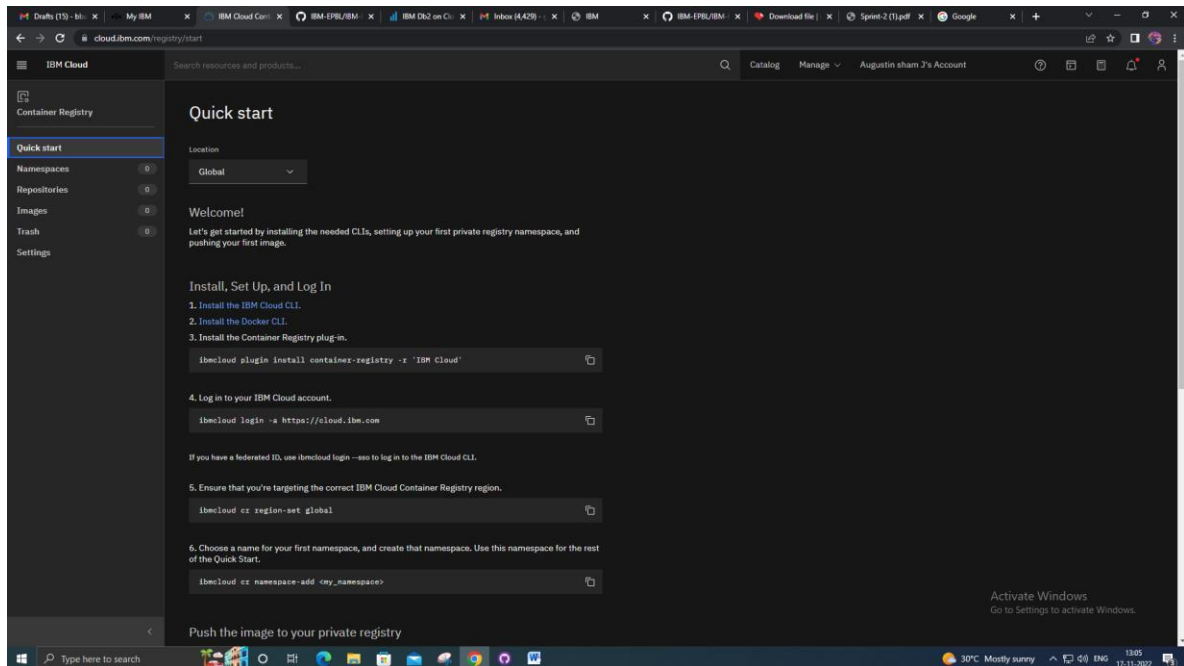 Drafts (15) - bh
My IBM
IBM Cloud Cont
IBM-EPBL/IBM-
IBM Db2 on Clo
Inbox (4,429) -
IBM
IBM-EPBL/IBM-
Download file |
Sprint-2 (1).pdf
Google
cloud.ibm.com/registry/start
IBM Cloud
Search resources and products...
Catalog
Manage
Augustin sham J's Account
Container Registry
Quick start
Namespaces 0
Repositories 0
Images 0
Trash 0
Settings
Quick start
Location
Global
Welcome!
Let's get started by installing the needed CLIs, setting up your first private registry namespace, and
pushing your first image.
Install, Set Up, and Log In
1. Install the IBM Cloud CLI.
2. Install the Docker CLI.
3. Install the Container Registry plug-in.
ibmcloud plugin install container-registry -r 'IBM Cloud'
4. Log in to your IBM Cloud account.
ibmcloud login -a https://cloud.ibm.com
If you have a federated ID, use ibmcloud login --sso to log in to the IBM Cloud CLI.
5. Ensure that you're targeting the correct IBM Cloud Container Registry region.
ibmcloud cr region-set global
6. Choose a name for your first namespace, and create that namespace. Use this namespace for the rest
of the Quick Start.
ibmcloud cr namespace-add <my_namespace>
Push the image to your private registry
Activate Windows
Go to Settings to activate Windows.
Type here to search
30°C Mostly sunny
ENG
13:05
17-11-2022